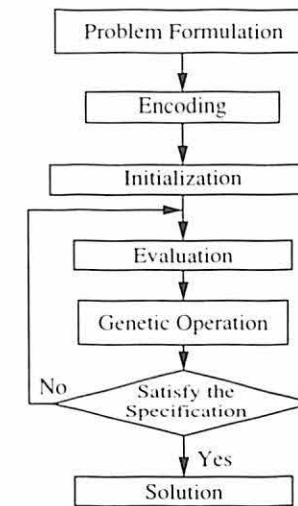 Problem Formulation
Encoding
Initialization
Evaluation
Genetic Operation
No
Satisfy the
Specification
Yes
Solution